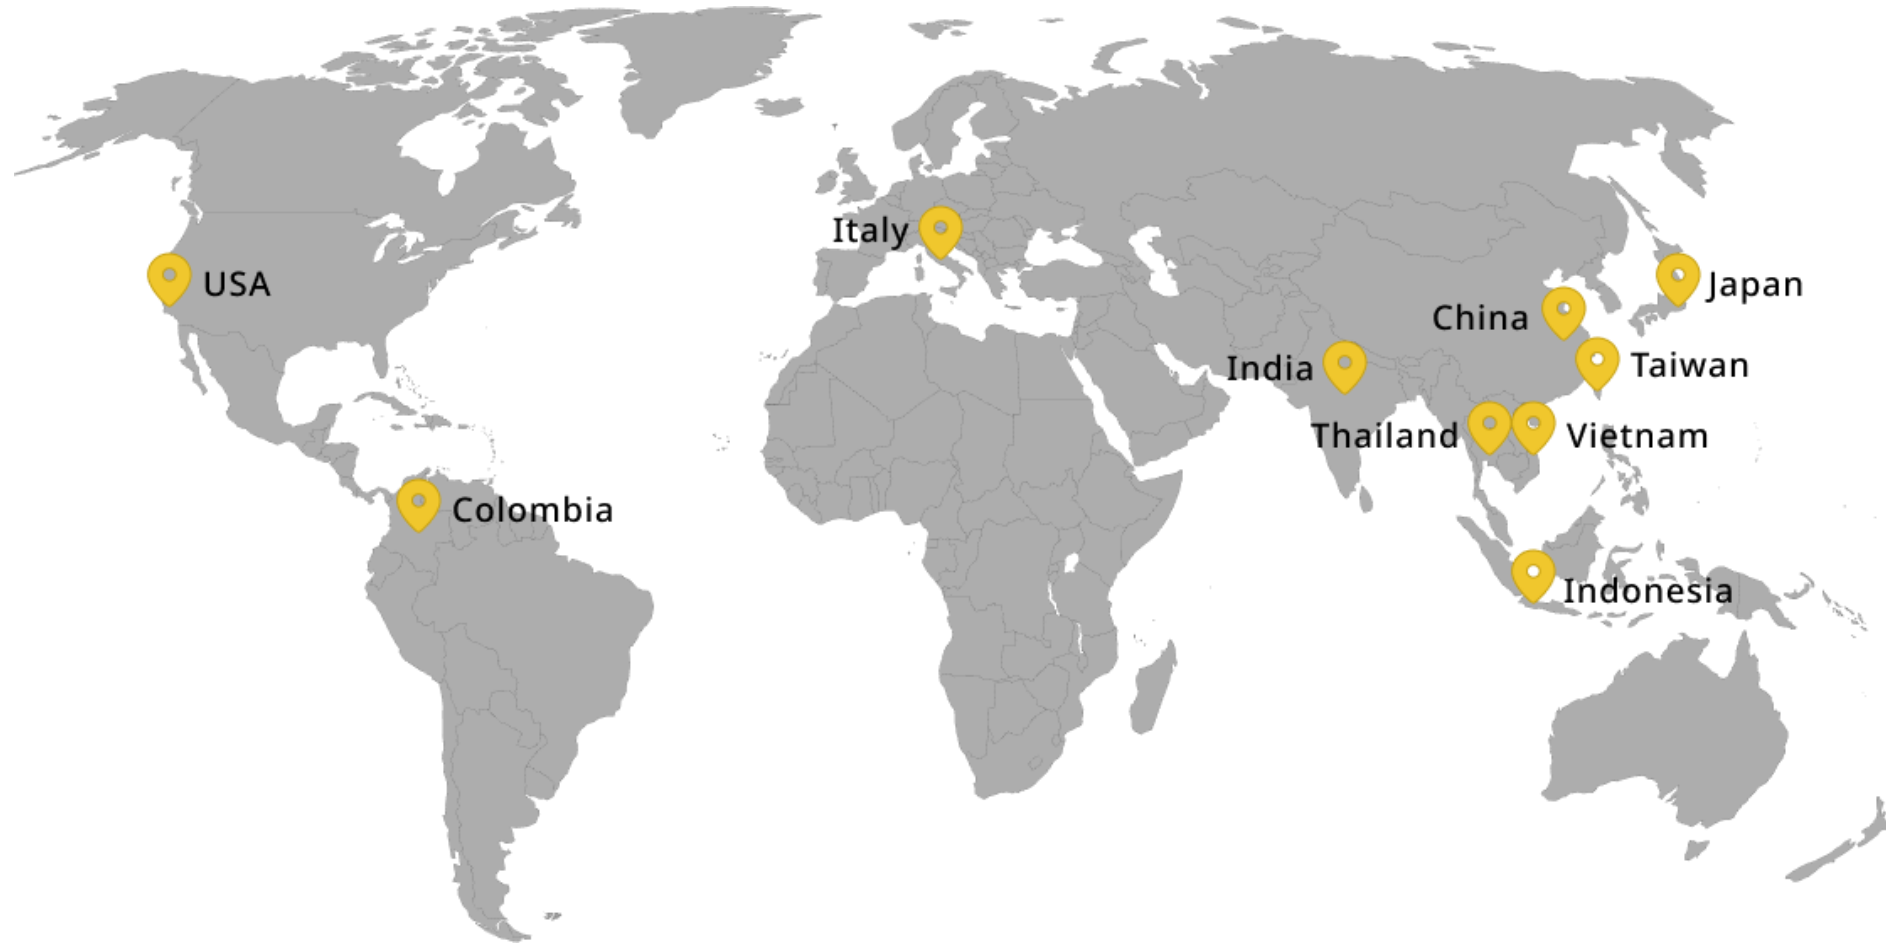 Italy
USA
Japan
China
India
Taiwan
Thailand
Vietnam
Colombia
Indonesia